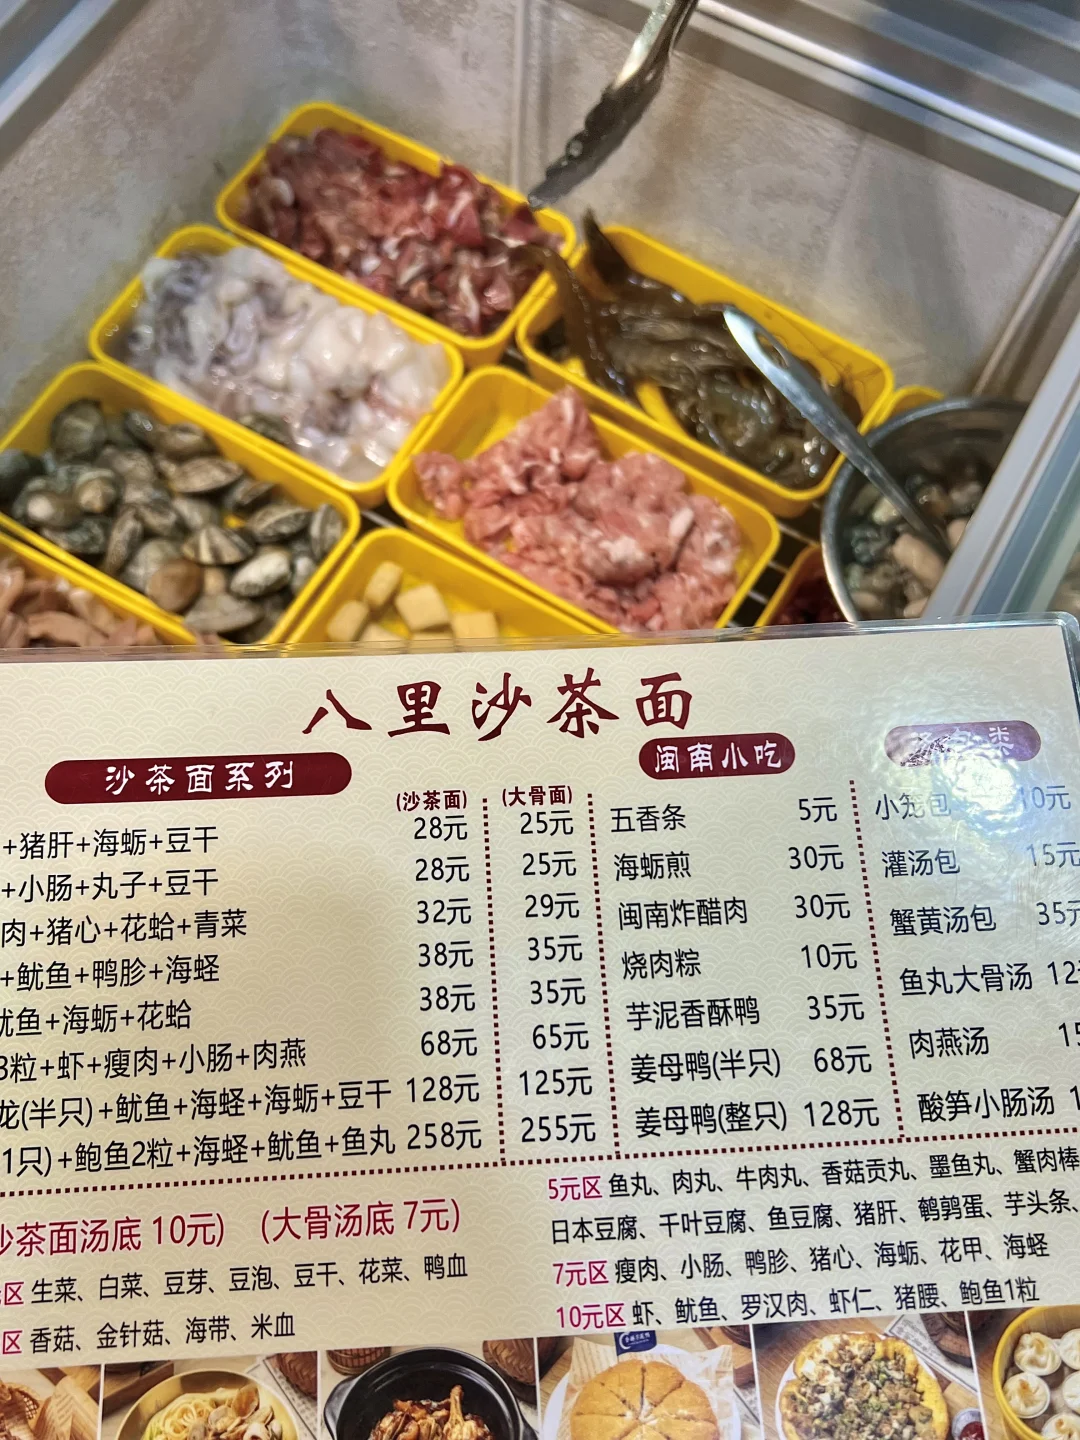 八里沙茶面
沙茶面系列
(沙茶面) (大骨面)
+猪肝+海蛎+豆干 28元 25元
+小肠+丸子+豆干 28元 25元
肉+猪心+花蛤+青菜 32元 29元
+鱿鱼+鸭胗+海蛏 38元 35元
鱿鱼+海蛎+花蛤 38元 35元
3粒+虾+瘦肉+小肠+肉燕 68元 65元
龙(半只)+鱿鱼+海蛏+海蛎+豆干 128元 125元
1只)+鲍鱼2粒+海蛏+鱿鱼+鱼丸 258元 255元
闽南小吃
五香条 5元
海蛎煎 30元
闽南炸醋肉 30元
烧肉粽 10元
芋泥香酥鸭 35元
姜母鸭(半只) 68元
姜母鸭(整只) 128元
类
小笼包 10元
灌汤包 15元
蟹黄汤包 35元
鱼丸大骨汤 12
肉燕汤 15
酸笋小肠汤 1
沙茶面汤底 10元) (大骨汤底 7元)
区 生菜、白菜、豆芽、豆泡、豆干、花菜、鸭血
区 香菇、金针菇、海带、米血
5元区 鱼丸、肉丸、牛肉丸、香菇贡丸、墨鱼丸、蟹肉棒
日本豆腐、千叶豆腐、鱼豆腐、猪肝、鹌鹑蛋、芋头条、
7元区 瘦肉、小肠、鸭胗、猪心、海蛎、花甲、海蛏
10元区 虾、鱿鱼、罗汉肉、虾仁、猪腰、鲍鱼1粒